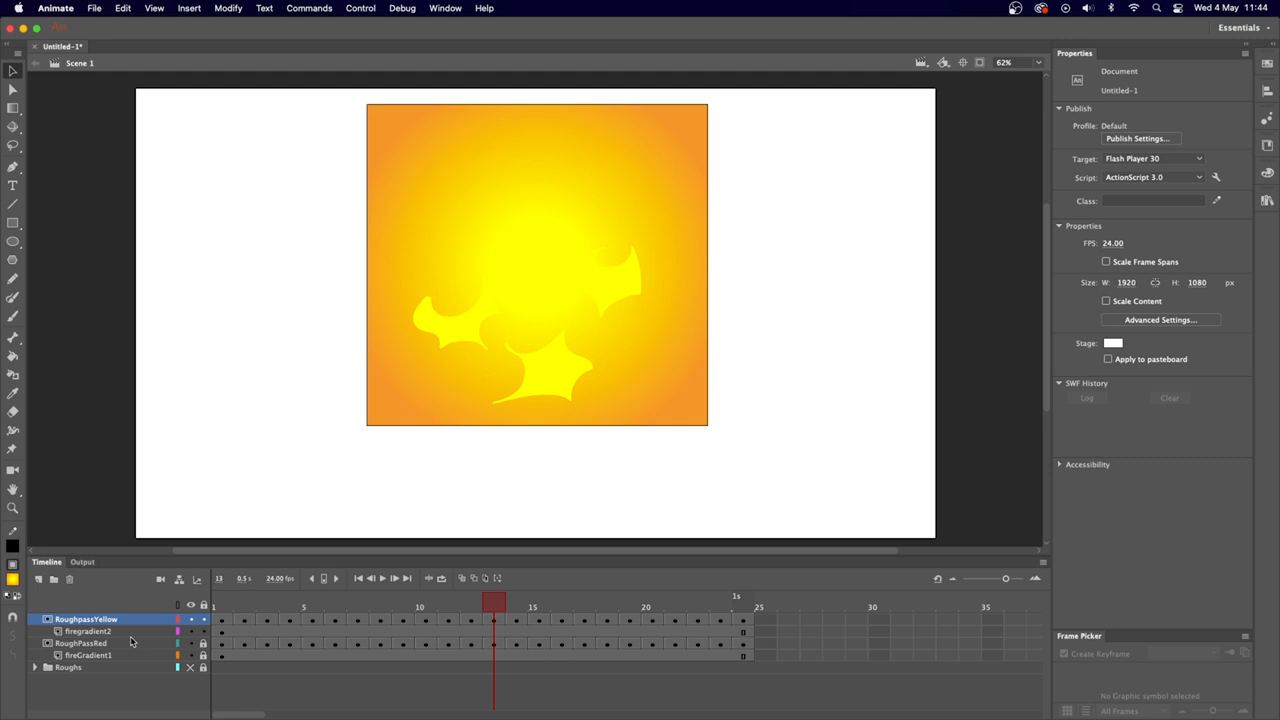 Animate File Edit View Insert Modify Text Commands Control Debug Window Help Wed 4 May 11:44
An Essentials
Untitled-1*
Scene 1 62%
Properties
An Document
Untitled-1
Publish
Profile: Default
Publish Settings...
Target: Flash Player 30
Script: ActionScript 3.0
Class:
Properties
FPS: 24.00
Scale Frame Spans
Size: W: 1920 H: 1080 px
Scale Content
Advanced Settings...
Stage:
Apply to pasteboard
SWF History
Log Clear
Accessibility
Timeline Output
13 0.5 s 24.00 fps
1s
1 5 10 15 20 25 30 35
RoughpassYellow
firegradient2
RoughPassRed
fireGradient1
Roughs
Frame Picker
Create Keyframe
No Graphic symbol selected
All Frames